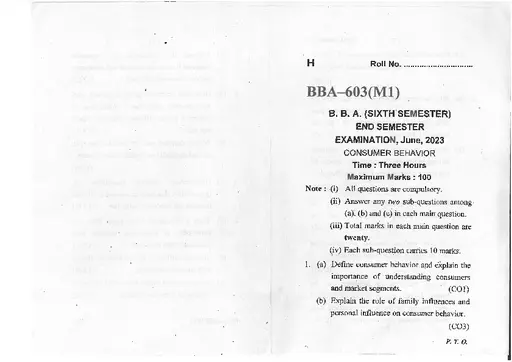 H Roll No. ..............................
BBA–603(M1)
B. B. A. (SIXTH SEMESTER)
END SEMESTER
EXAMINATION, June, 2023
CONSUMER BEHAVIOR
Time : Three Hours
Maximum Marks : 100
Note : (i) All questions are compulsory.
(ii) Answer any two sub-questions among
(a), (b) and (c) in each main question.
(iii) Total marks in each main question are
twenty.
(iv) Each sub-question carries 10 marks.
1. (a) Define consumer behavior and explain the
importance of understanding consumers
and market segments. (CO1)
(b) Explain the role of family influences and
personal influence on consumer behavior.
(CO3)
P. T. O.